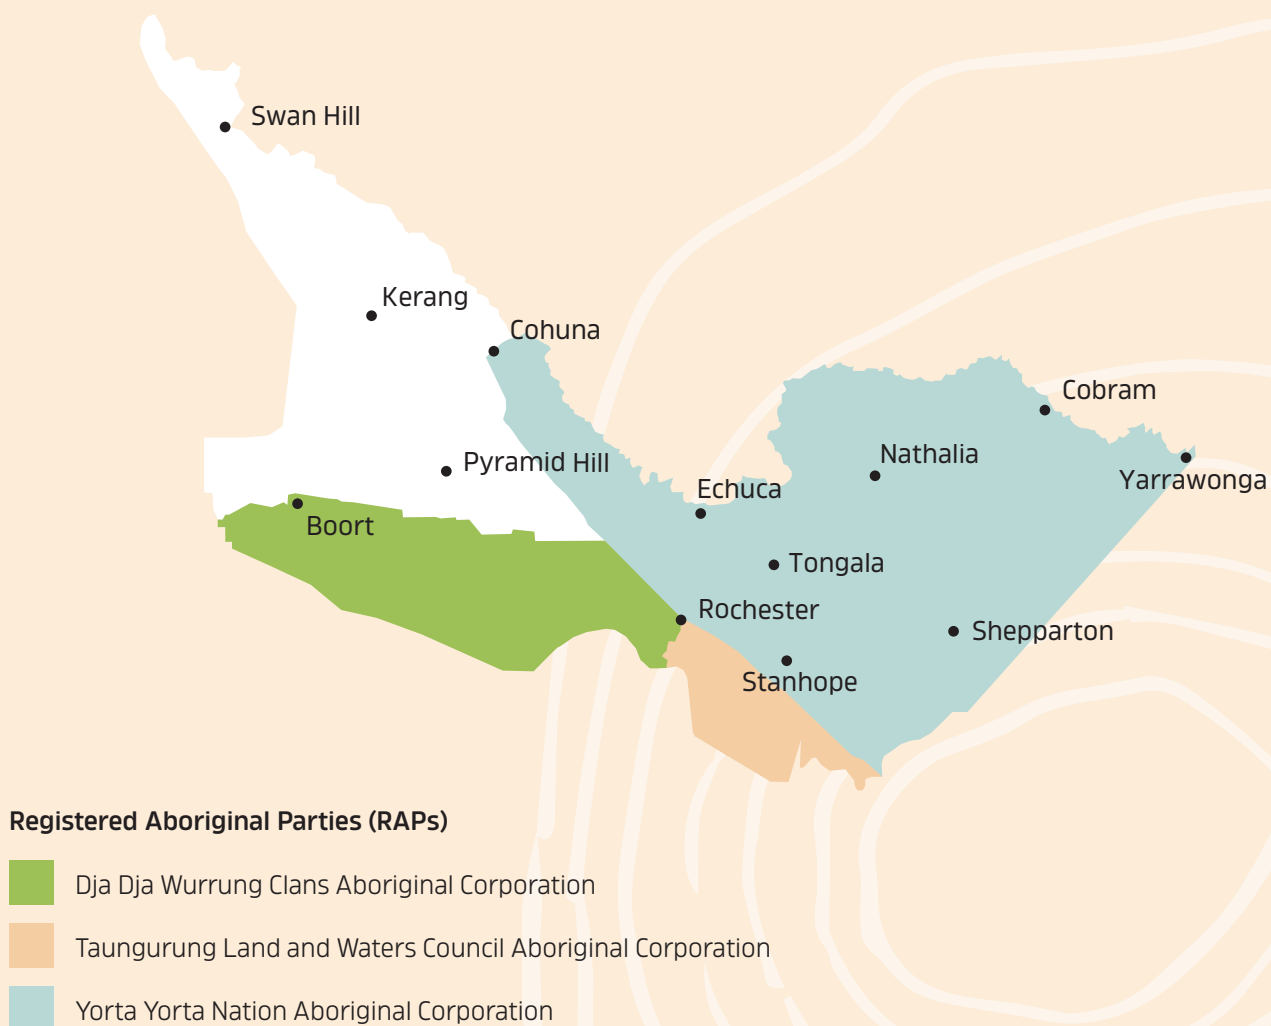 Swan Hill
Kerang
Cohuna
Cobram
Nathalia
Pyramid Hill
Yarrawonga
Echuca
Boort
Tongala
Rochester
Shepparton
Stanhope
Registered Aboriginal Parties (RAPs)
Dja Dja Wurrung Clans Aboriginal Corporation
Taungurung Land and Waters Council Aboriginal Corporation
Yorta Yorta Nation Aboriginal Corporation